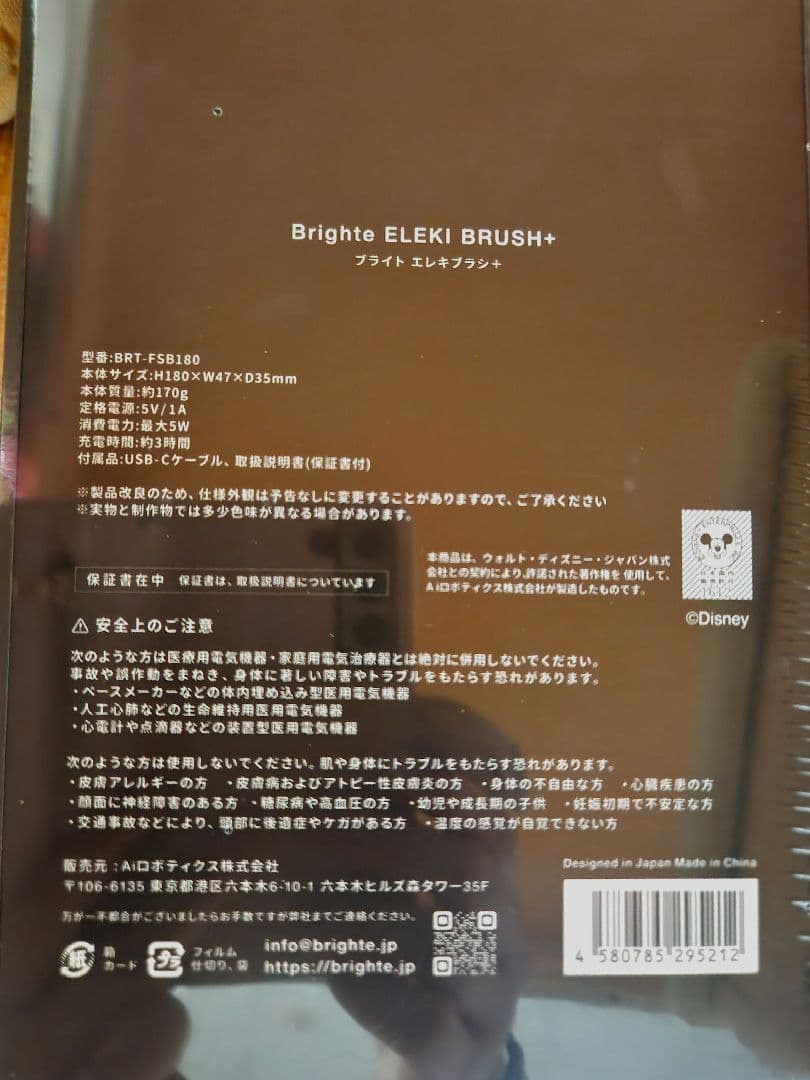 Brighte ELEKI BRUSH+
ブライト エレキブラシ＋
型番:BRT-FSB180
本体サイズ:H180×W47×D35mm
本体質量:約170g
定格電源:5V/1A
消費電力:最大5W
充電時間:約3時間
付属品:USB-Cケーブル、取扱説明書(保証書付)
※製品改良のため、仕様外観は予告なしに変更することがありますので、ご了承ください
※実物と制作物では多少色味が異なる場合があります。
本商品は、ウォルト・ディズニー・ジャパン株式
会社との契約により、許諾された著作権を使用して、
Aiロボティクス株式会社が製造したものです。
©Disney
保証書在中 保証書は、取扱説明書についています
⚠ 安全上のご注意
次のような方は医療用電気機器・家庭用電気治療器とは絶対に併用しないでください。
事故や誤作動をまねき、身体に著しい障害やトラブルをもたらす恐れがあります。
・ペースメーカーなどの体内埋め込み型医用電気機器
・人工心肺などの生命維持用医用電気機器
・心電計や点滴器などの装置型医用電気機器
次のような方は使用しないでください。肌や身体にトラブルをもたらす恐れがあります。
・皮膚アレルギーの方 ・皮膚病およびアトピー性皮膚炎の方 ・身体の不自由な方 ・心臓疾患の方
・顔面に神経障害のある方 ・糖尿病や高血圧の方 ・幼児や成長期の子供 ・妊娠初期で不安定な方
・交通事故などにより、頭部に後遺症やケガがある方 ・温度の感覚が自覚できない方
販売元：Aiロボティクス株式会社
〒106-6135 東京都港区六本木6-10-1 六本木ヒルズ森タワー35F
万が一不都合がございましたらお手数ですが弊社までご連絡ください。
紙 箱
カード
プラ フィルム
仕切り、袋
info@brighte.jp
https://brighte.jp
Designed in Japan Made in China
4 580785 295212